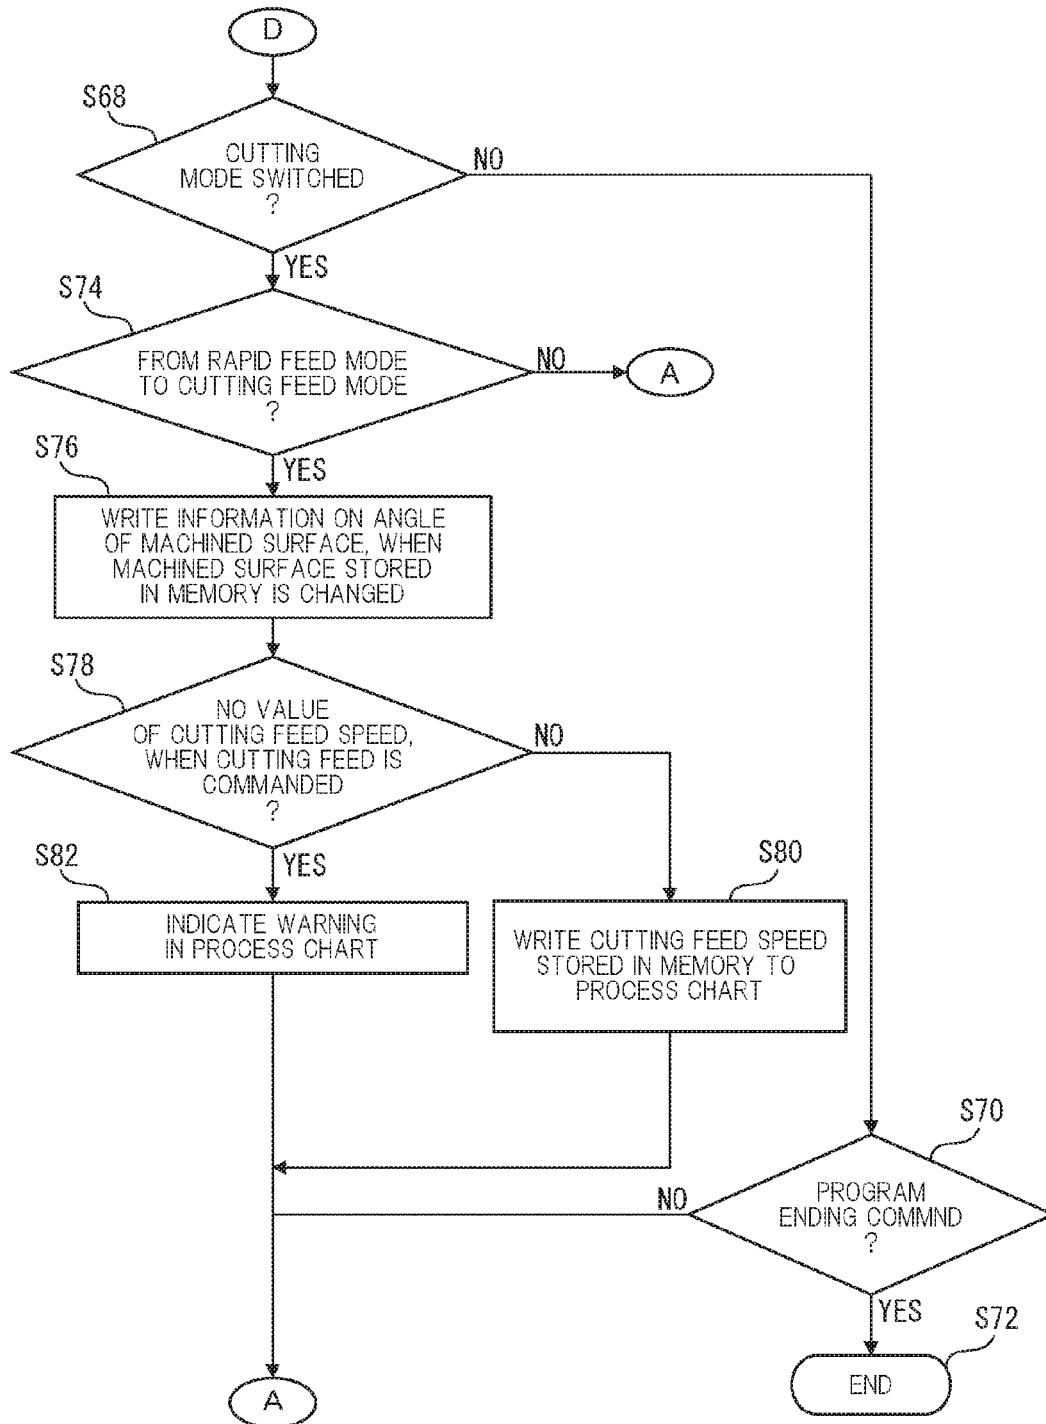 D
S68
CUTTING
MODE SWITCHED
?
NO
YES
S74
FROM RAPID FEED MODE
TO CUTTING FEED MODE
?
NO
A
YES
S76
WRITE INFORMATION ON ANGLE
OF MACHINED SURFACE, WHEN
MACHINED SURFACE STORED
IN MEMORY IS CHANGED
S78
NO VALUE
OF CUTTING FEED SPEED,
WHEN CUTTING FEED IS
COMMANDED
?
NO
YES
S82
INDICATE WARNING
IN PROCESS CHART
S80
WRITE CUTTING FEED SPEED
STORED IN MEMORY TO
PROCESS CHART
S70
PROGRAM
ENDING COMMND
?
NO
YES
S72
END
A